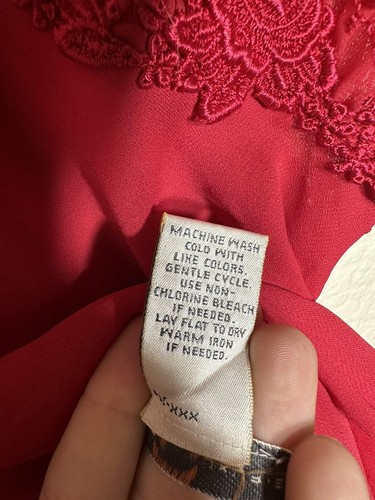 MACHINE WASH
COLD WITH
LIKE COLORS.
GENTLE CYCLE.
USE NON-
CHLORINE BLEACH
IF NEEDED.
LAY FLAT TO DRY
WARM IRON
IF NEEDED.